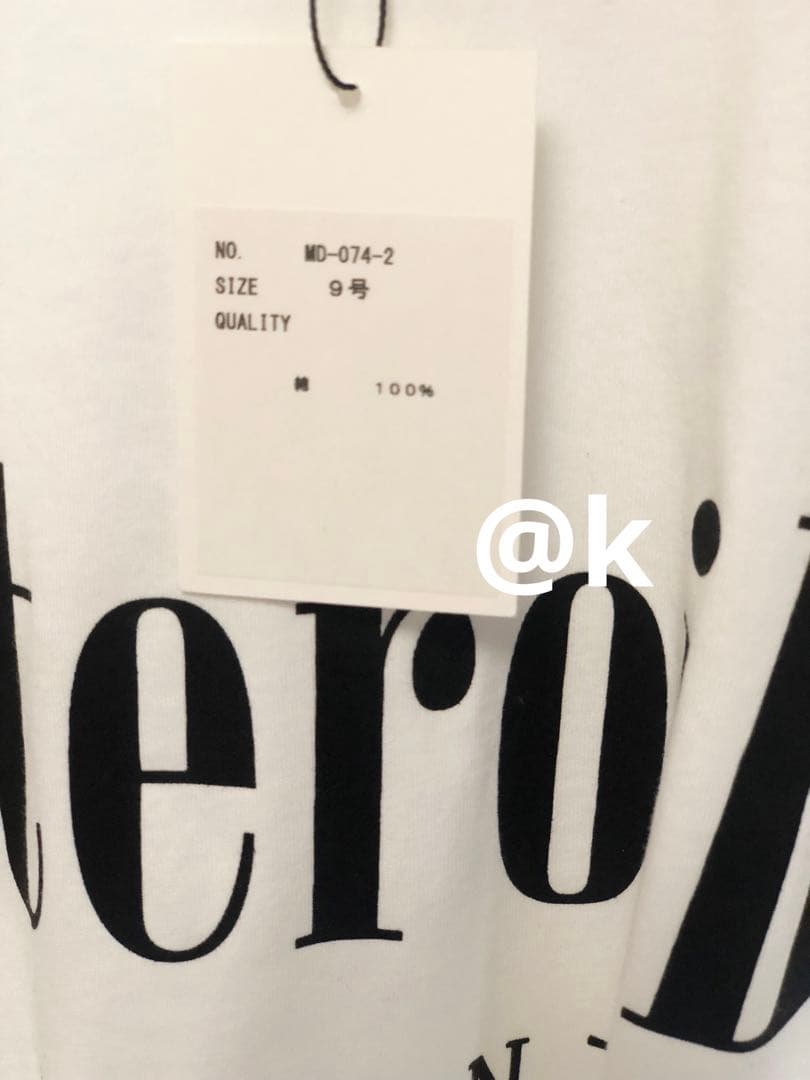 NO. MD-074-2
SIZE 9号
QUALITY
綿 100%
@k
tero